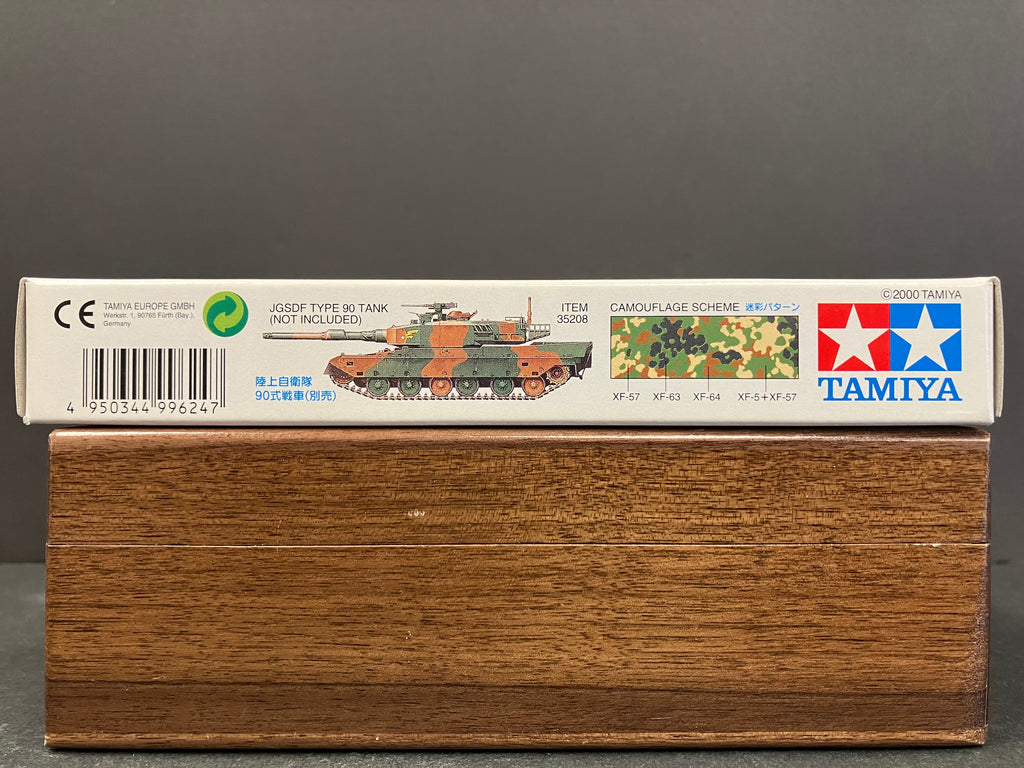 CE
TAMIYA EUROPE GMBH
Werkstr. 1, 90765 Fürth (Bay.),
Germany
4 950344 996247
JGSDF TYPE 90 TANK
(NOT INCLUDED)
陸上自衛隊
90式戦車(別売)
ITEM
35208
CAMOUFLAGE SCHEME 迷彩パターン
XF-57 XF-63 XF-64 XF-5+XF-57
©2000 TAMIYA
TAMIYA